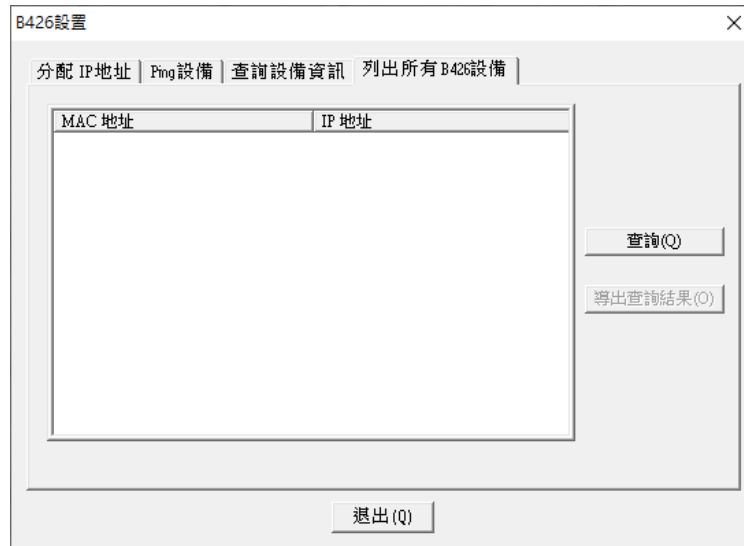 B426設置
分配 IP地址 Ping設備 查詢設備資訊 列出所有B426設備
MAC 地址 IP 地址
查詢(Q)
導出查詢結果(O)
退出(Q)